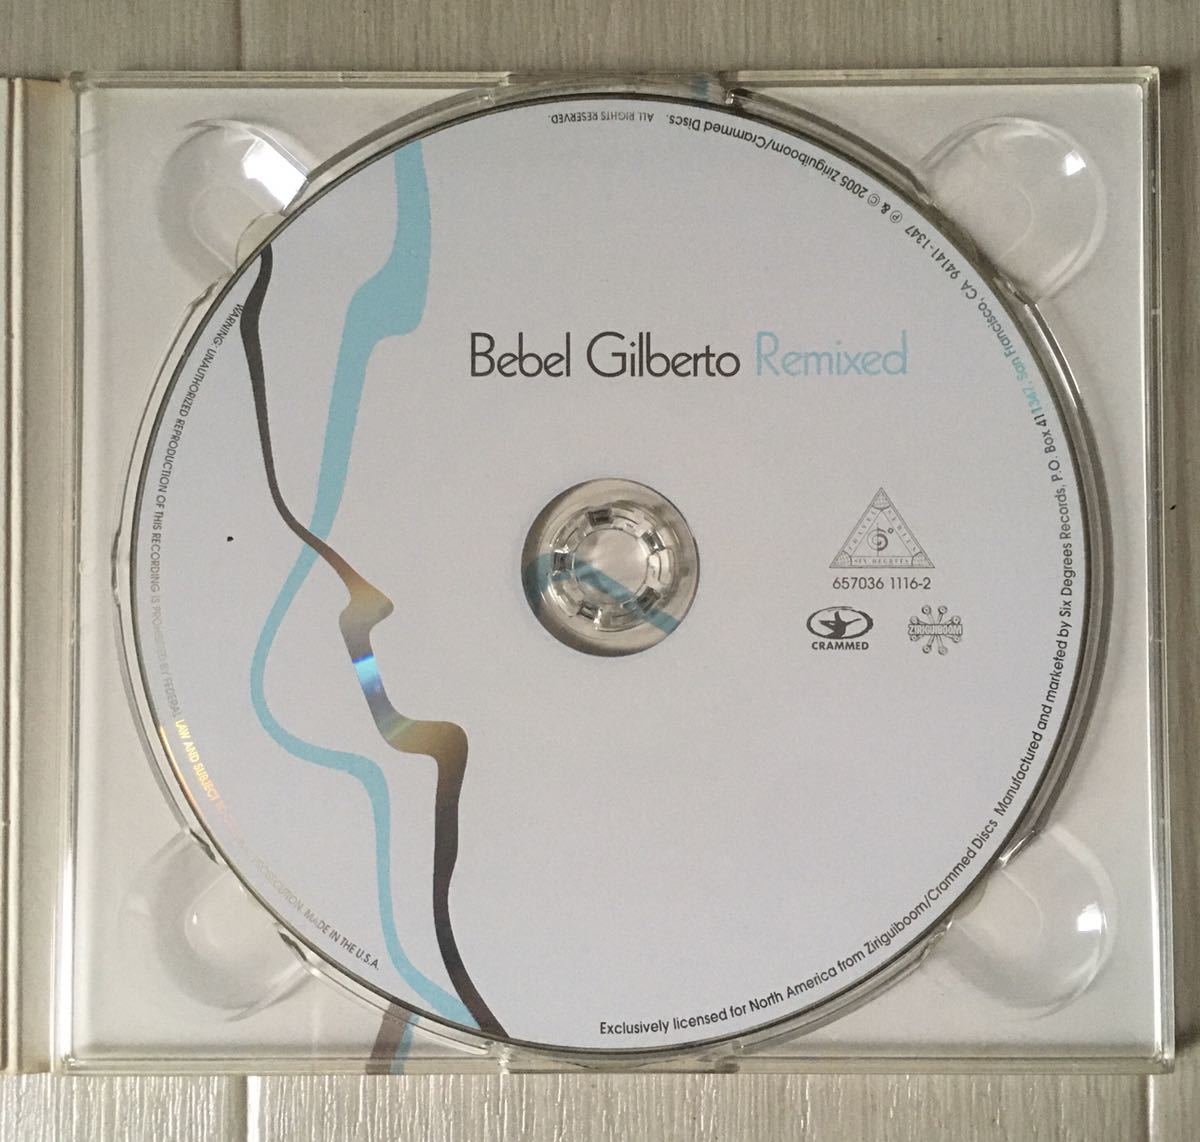 Bebel Gilberto Remixed
TRAVEL SERIES
SIX DEGREES
657036 1116-2
CRAMMED
ZIRIGUIBOOM
Exclusively licensed for North America from Ziriguiboom/Crammed Discs Manufactured and marketed by Six Degrees Records, P.O. Box 411347, San Francisco, CA 94141-1347 ℗ & © 2005 Ziriguiboom/Crammed Discs. ALL RIGHTS RESERVED.
WARNING: UNAUTHORIZED REPRODUCTION OF THIS RECORDING IS PROHIBITED BY FEDERAL LAW AND SUBJECT TO PROSECUTION. MADE IN THE U.S.A.